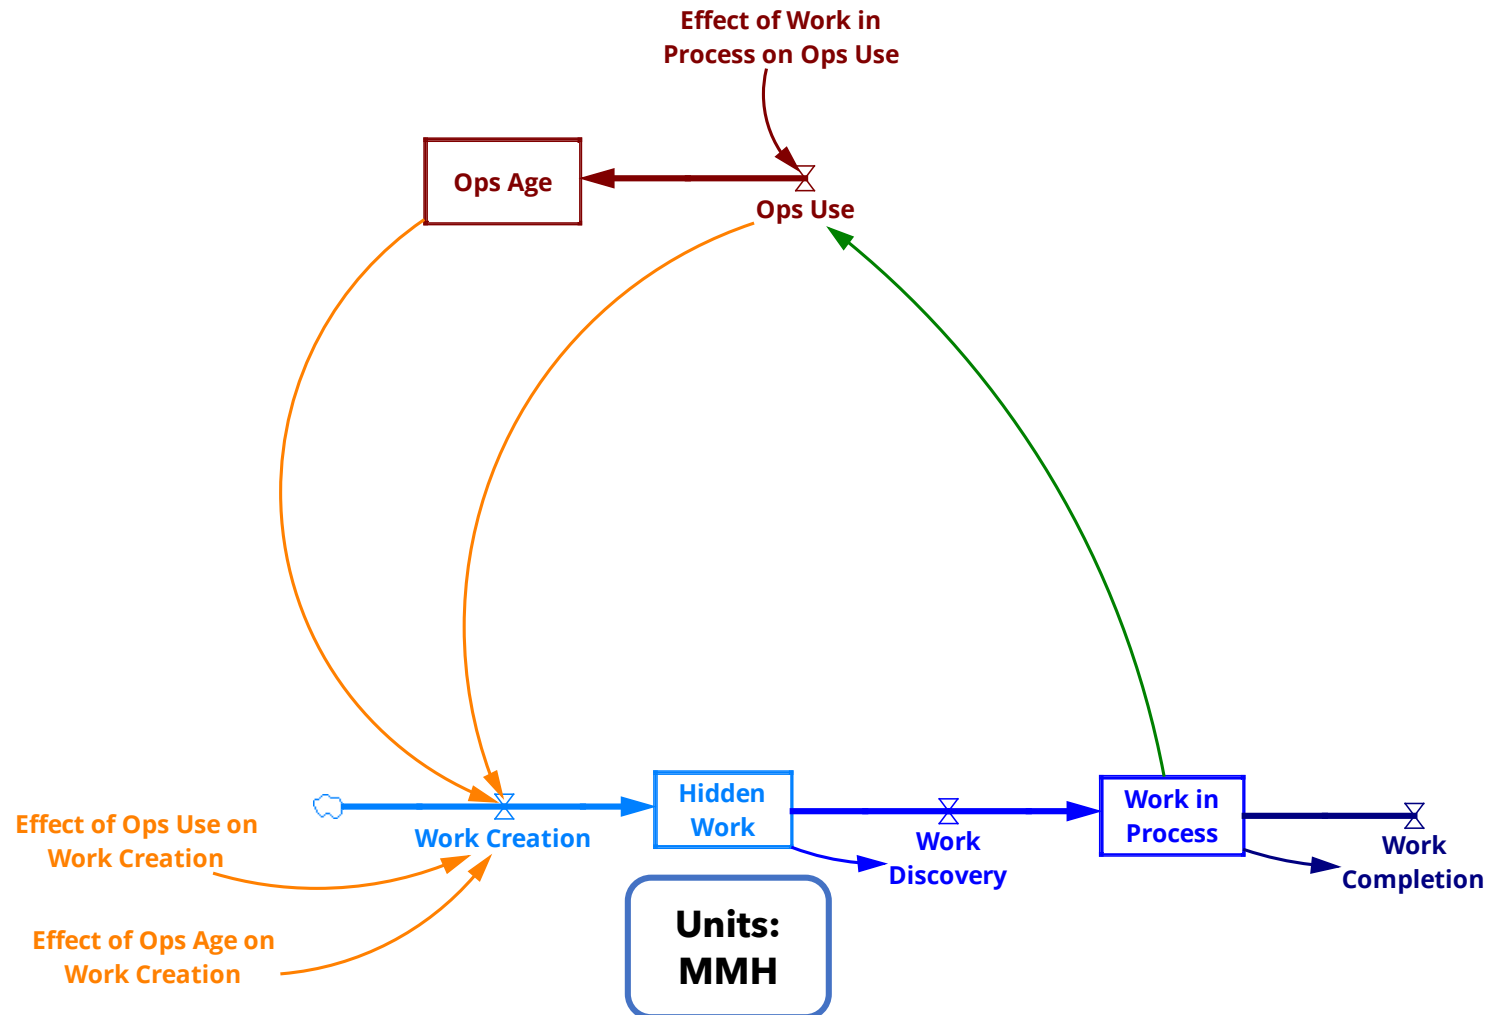 Effect of Work in
Process on Ops Use
Ops Age
Ops Use
Hidden
Work
Work in
Process
Effect of Ops Use on
Work Creation
Work Creation
Work
Discovery
Work
Completion
Effect of Ops Age on
Work Creation
Units:
MMH